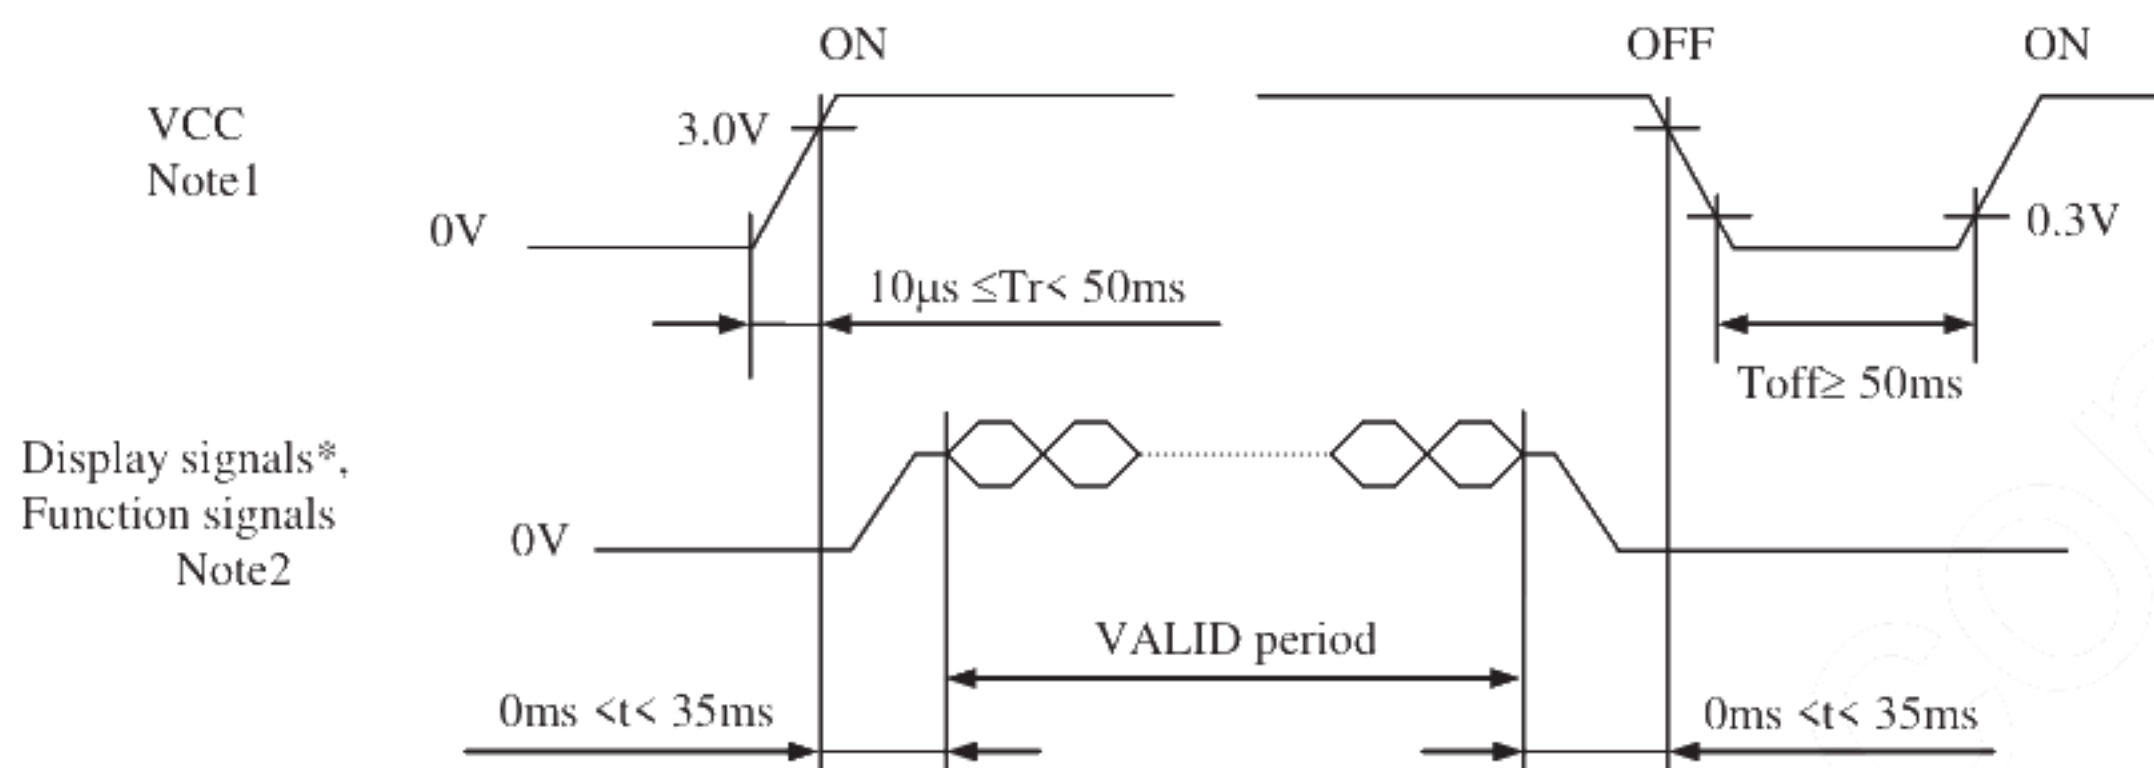 ON
OFF
ON
VCC
Note1
3.0V
0V
0.3V
10μs ≤Tr< 50ms
Toff≥ 50ms
Display signals*,
Function signals
Note2
0V
VALID period
0ms <t< 35ms
0ms <t< 35ms